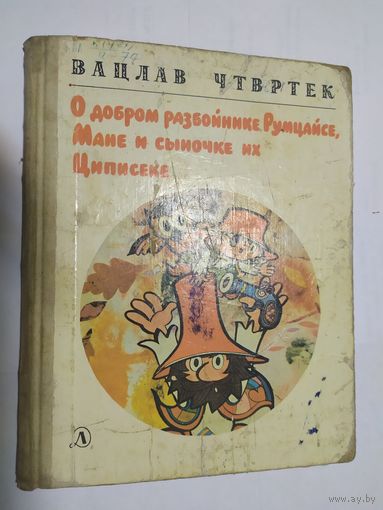 ВАЦЛАВ ЧТВРТЕК
О ДОБРОМ РАЗБОЙНИКЕ РУМЦАЙСЕ,
МАНЕ И СЫНОЧКЕ ИХ
ЦИПИСЕКЕ
Л
www.ay.by